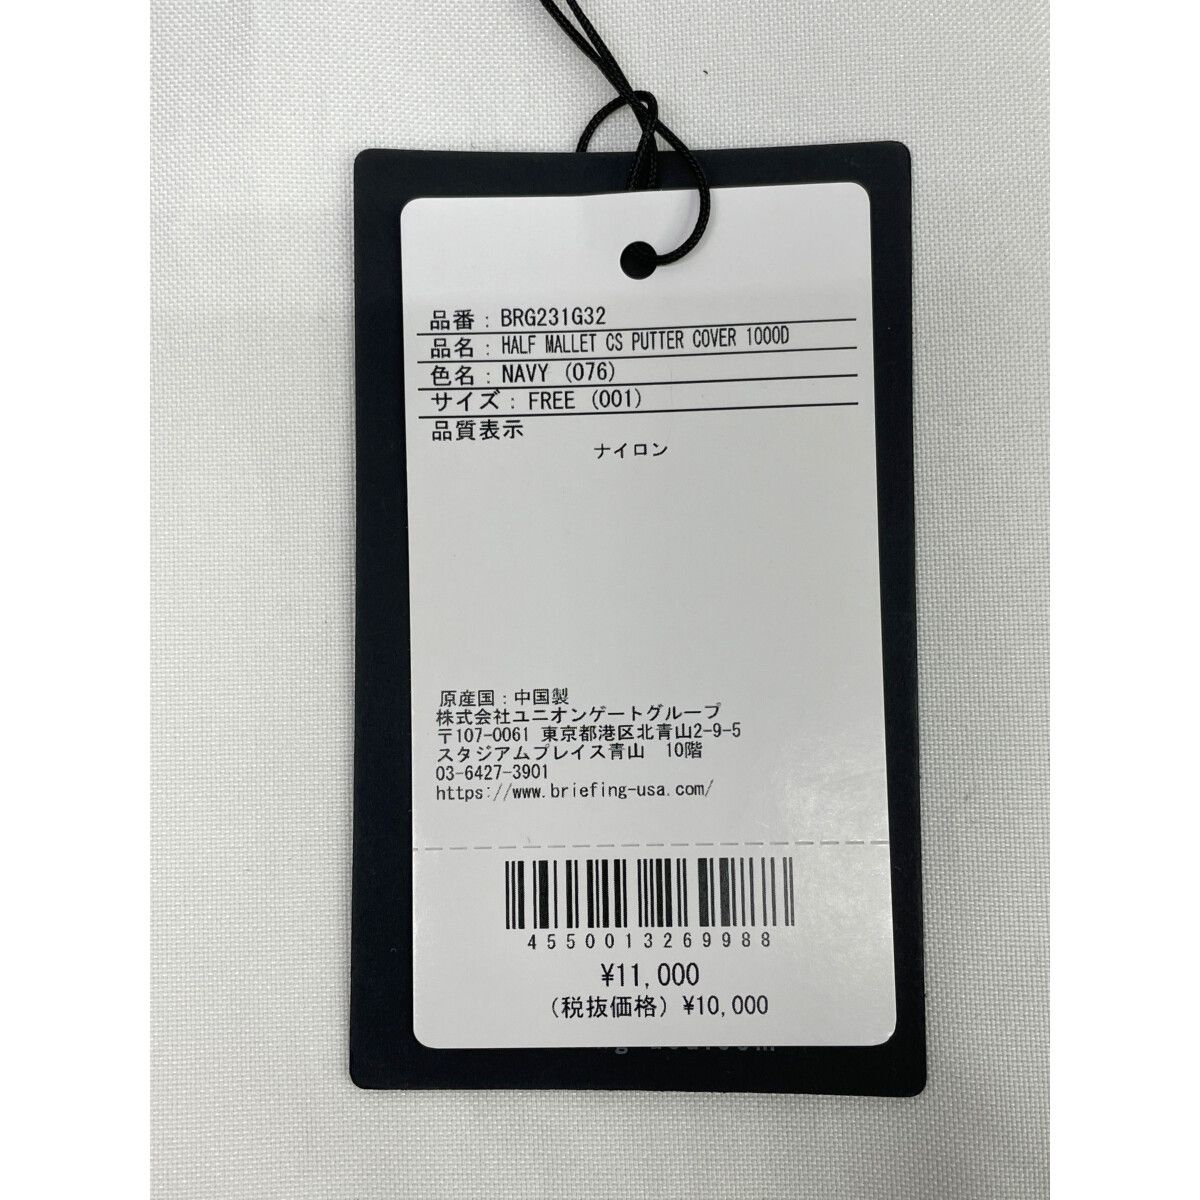 品番：BRG231G32
品名：HALF MALLET CS PUTTER COVER 1000D
色名：NAVY (076)
サイズ：FREE (001)
品質表示
ナイロン
原産国：中国製
株式会社ユニオンゲートグループ
〒107-0061 東京都港区北青山2-9-5
スタジアムプレイス青山 10階
03-6427-3901
https://www.briefing-usa.com/
4550013269988
¥11,000
(税抜価格) ¥10,000